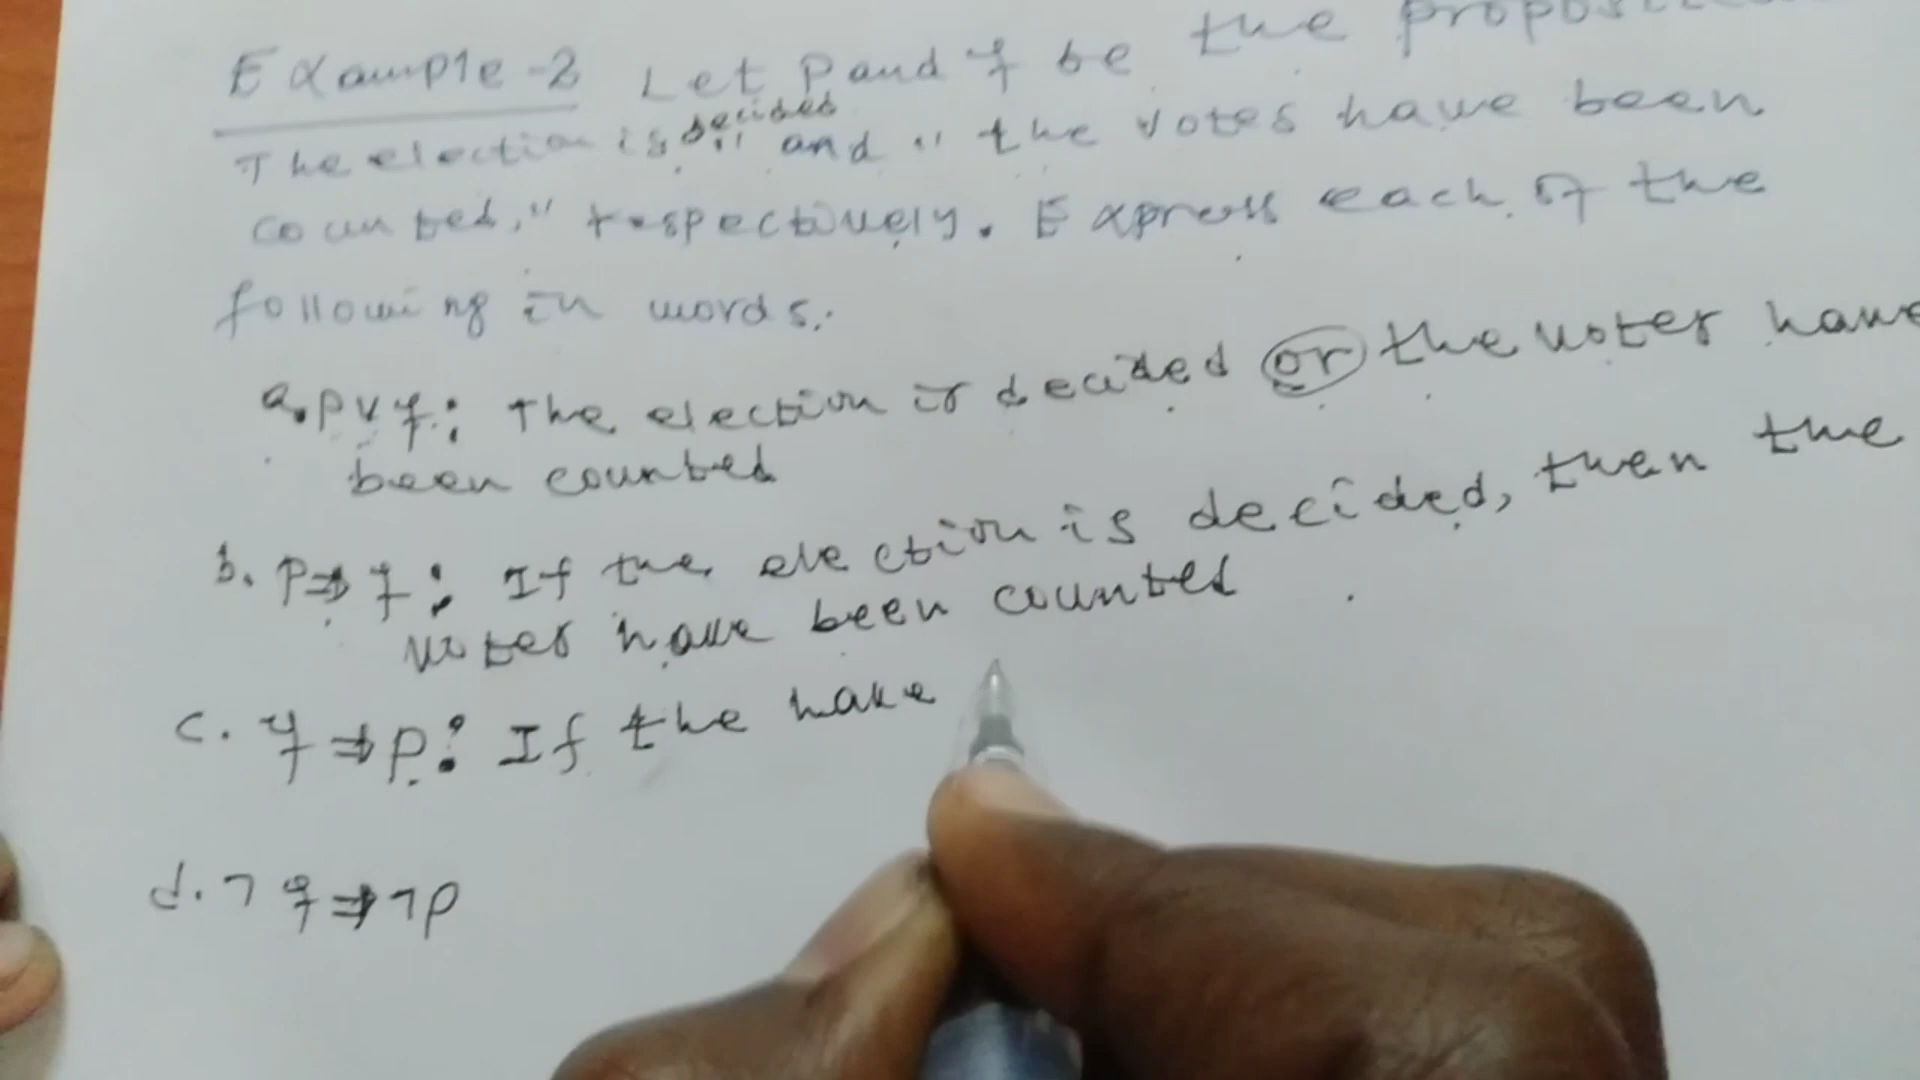 Example-2 Let p and q be the
The election is decided" and "the votes have been
counted," respectively. Express each of the
following in words.
a. p ∨ q: The election is decided or the votes have
been counted
b. p ⇒ q: If the election is decided, then the
votes have been counted
c. q ⇒ p: If the have
d. ¬q ⇒ ¬p